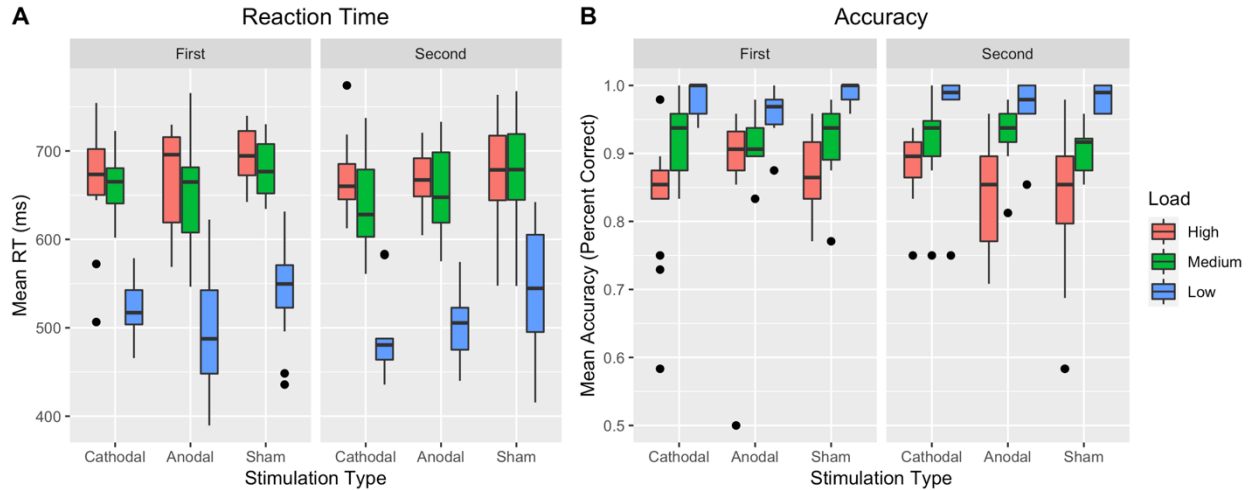 A Reaction Time
First Second
Mean RT (ms)
700
600
500
400
Cathodal Anodal Sham Cathodal Anodal Sham
Stimulation Type
B Accuracy
First Second
Mean Accuracy (Percent Correct)
1.0
0.9
0.8
0.7
0.6
0.5
Cathodal Anodal Sham Cathodal Anodal Sham
Stimulation Type
Load
High
Medium
Low